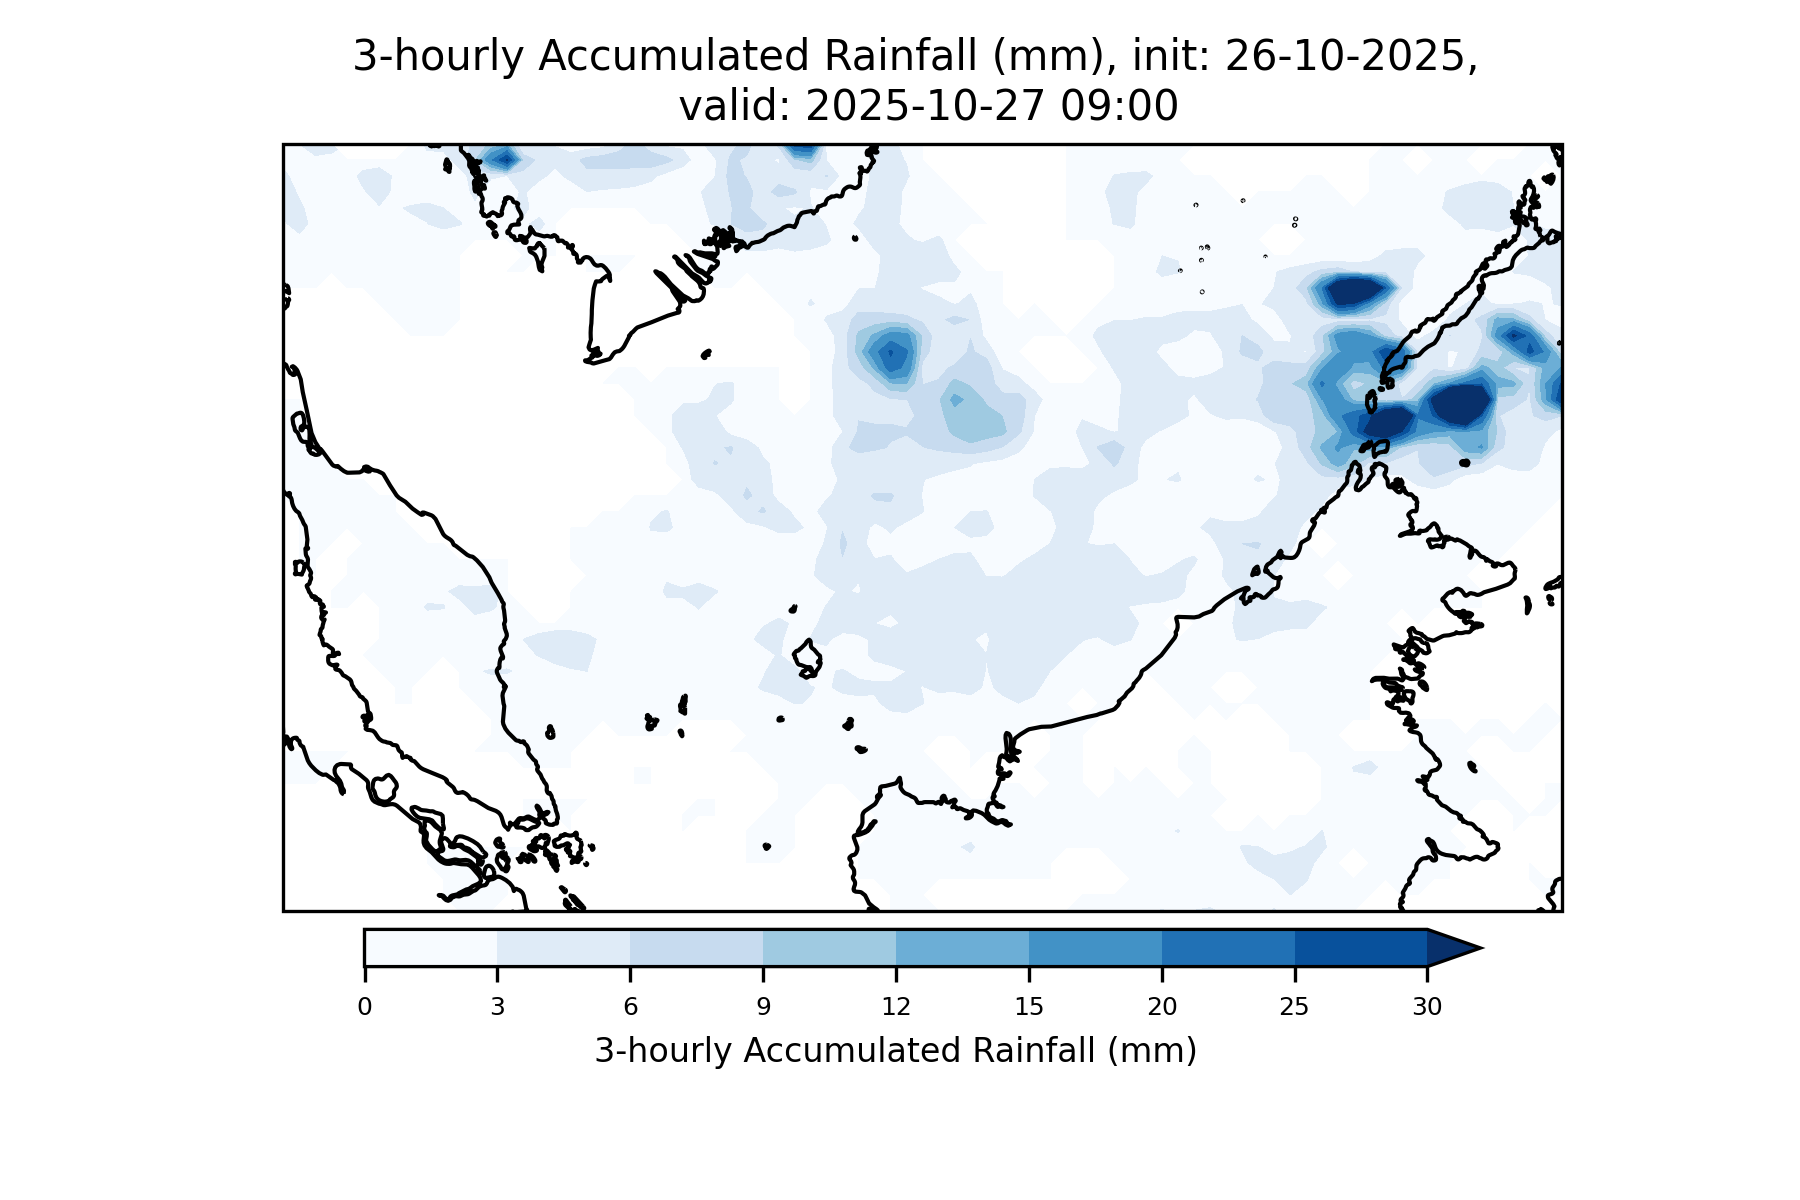 3-hourly Accumulated Rainfall (mm), init: 26-10-2025,
valid: 2025-10-27 09:00
0 3 6 9 12 15 20 25 30
3-hourly Accumulated Rainfall (mm)